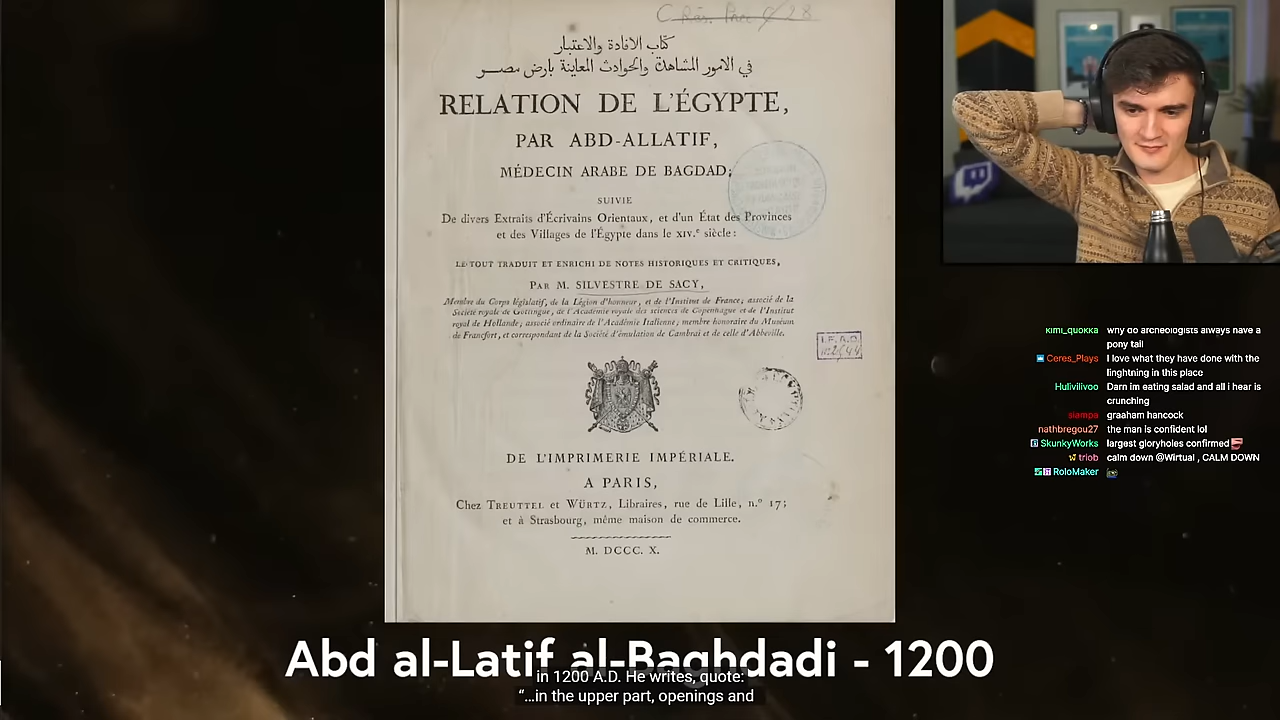 كتاب الافادة والاعتبار
في الامور المشاهدة والحوادث المعاينة بارض مصر
RELATION DE L'ÉGYPTE,
PAR ABD-ALLATIF,
MÉDECIN ARABE DE BAGDAD;
SUIVIE
De divers Extraits d'Écrivains Orientaux, et d'un État des Provinces
et des Villages de l'Égypte dans le XIV.e siècle:
LE TOUT TRADUIT ET ENRICHI DE NOTES HISTORIQUES ET CRITIQUES,
PAR M. SILVESTRE DE SACY,
Membre du Corps législatif, de la Légion d'honneur, et de l'Institut de France; associé de la
Société royale de Gottingue, de l'Académie royale des sciences de Copenhague et de l'Institut
royal de Hollande; associé ordinaire de l'Académie Italienne; membre honoraire du Muséum
de Francfort, et correspondant de la Société d'émulation de Cambrai et de celle d'Abbeville.
DE L'IMPRIMERIE IMPÉRIALE.
A PARIS,
Chez TREUTTEL et WÜRTZ, Libraires, rue de Lille, n.º 17;
et à Strasbourg, même maison de commerce.
M. DCCC. X.
Abd al-Latif al-Baghdadi - 1200
in 1200 A.D. He writes, quote:
“...in the upper part, openings and
kimi_quokka why do archeologists always have a
pony tail
Ceres_Plays I love what they have done with the
linghtning in this place
Hulivilivoo Darn im eating salad and all i hear is
crunching
siampa graaham hancock
nathbregou27 the man is confident lol
SkunkyWorks largest gloryholes confirmed
triob calm down @Wirtual , CALM DOWN
RoloMaker